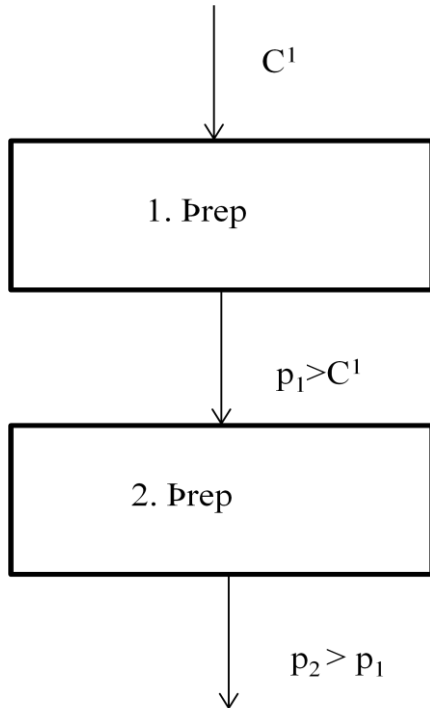 C¹
1. Þrep
p₁>C¹
2. Þrep
p₂ > p₁